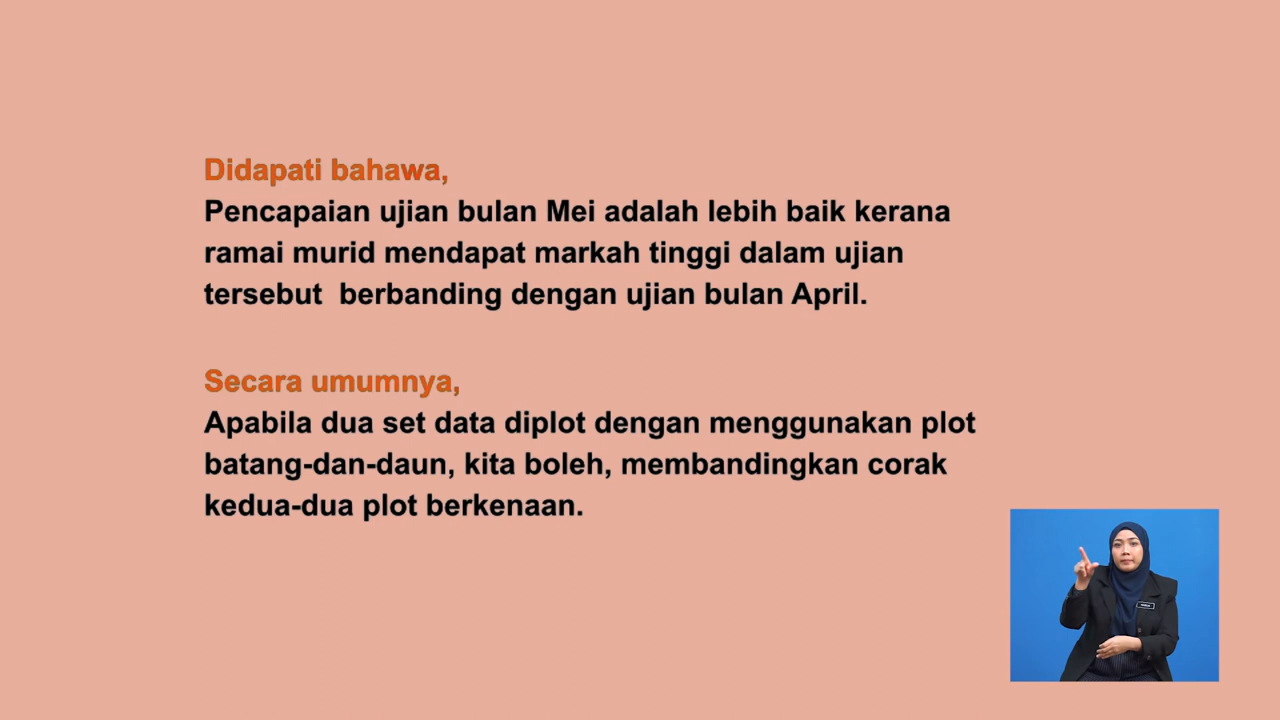 Didapati bahawa,
Pencapaian ujian bulan Mei adalah lebih baik kerana
ramai murid mendapat markah tinggi dalam ujian
tersebut  berbanding dengan ujian bulan April.
Secara umumnya,
Apabila dua set data diplot dengan menggunakan plot
batang-dan-daun, kita boleh, membandingkan corak
kedua-dua plot berkenaan.